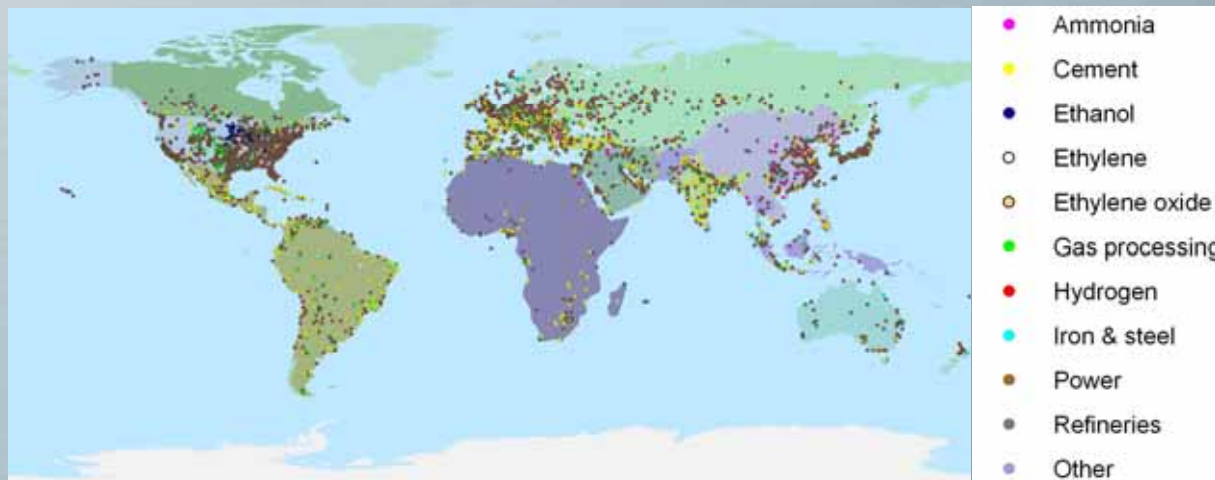 Ammonia
Cement
Ethanol
Ethylene
Ethylene oxide
Gas processing
Hydrogen
Iron & steel
Power
Refineries
Other